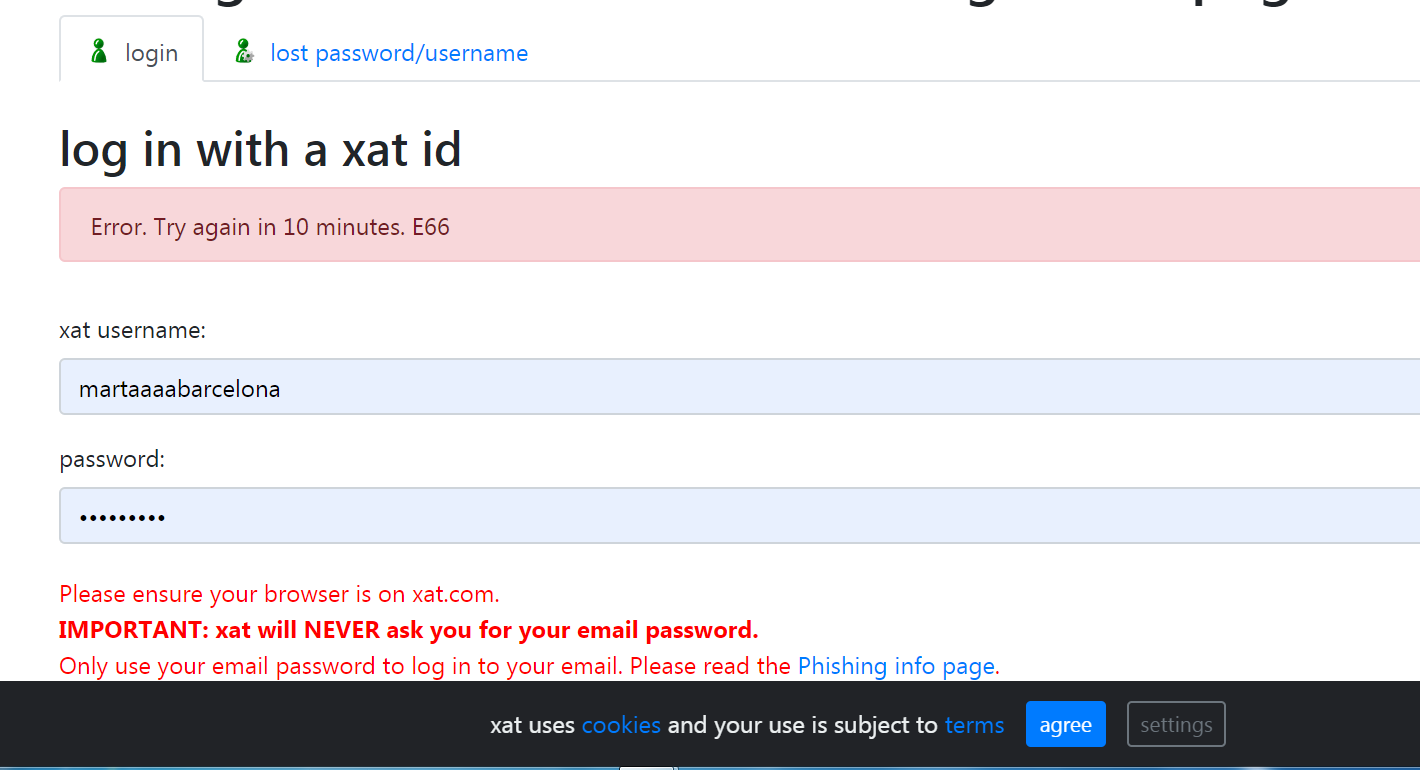 login
lost password/username
log in with a xat id
Error. Try again in 10 minutes. E66
xat username:
martaaaabarcelona
password:
•••••••••
Please ensure your browser is on xat.com.
IMPORTANT: xat will NEVER ask you for your email password.
Only use your email password to log in to your email. Please read the Phishing info page.
xat uses cookies and your use is subject to terms agree settings